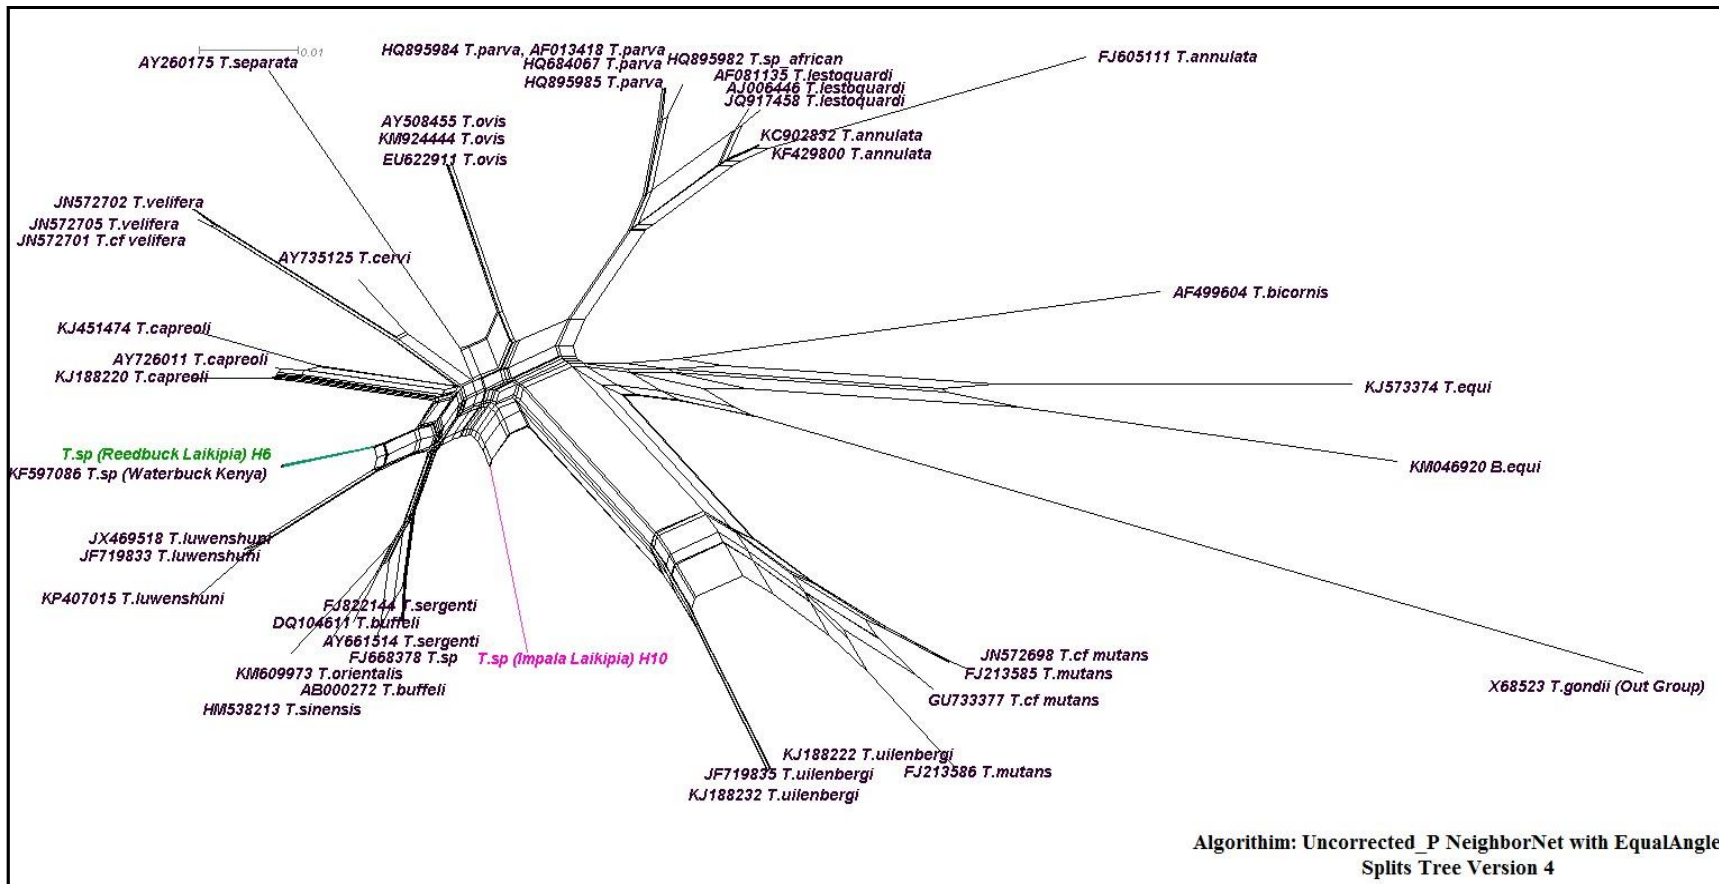 0.01
AY260175 T.separata
HQ895984 T.parva, AF013418 T.parva
HQ684067 T.parva
HQ895985 T.parva
HQ895982 T.sp_african
AF081135 T.lestoquardi
AJ006446 T.lestoquardi
JQ917458 T.lestoquardi
FJ605111 T.annulata
KC902832 T.annulata
KF429800 T.annulata
AY508455 T.ovis
KM924444 T.ovis
EU622911 T.ovis
JN572702 T.velifera
JN572705 T.velifera
JN572701 T.cf velifera
AY735125 T.cervi
AF499604 T.bicornis
KJ451474 T.capreoli
AY726011 T.capreoli
KJ188220 T.capreoli
KJ573374 T.equi
T.sp (Reedbuck Laikipia) H6
KF597086 T.sp (Waterbuck Kenya)
KM046920 B.equi
JX469518 T.luwenshuni
JF719833 T.luwenshuni
KP407015 T.luwenshuni
FJ822144 T.sergenti
DQ104611 T.buffeli
AY661514 T.sergenti
FJ668378 T.sp
T.sp (Impala Laikipia) H10
KM609973 T.orientalis
AB000272 T.buffeli
HM538213 T.sinensis
JN572698 T.cf mutans
FJ213585 T.mutans
GU733377 T.cf mutans
X68523 T.gondii (Out Group)
KJ188222 T.uilenbergi
JF719835 T.uilenbergi
FJ213586 T.mutans
KJ188232 T.uilenbergi
Algorithim: Uncorrected_P NeighborNet with EqualAngle
Splits Tree Version 4